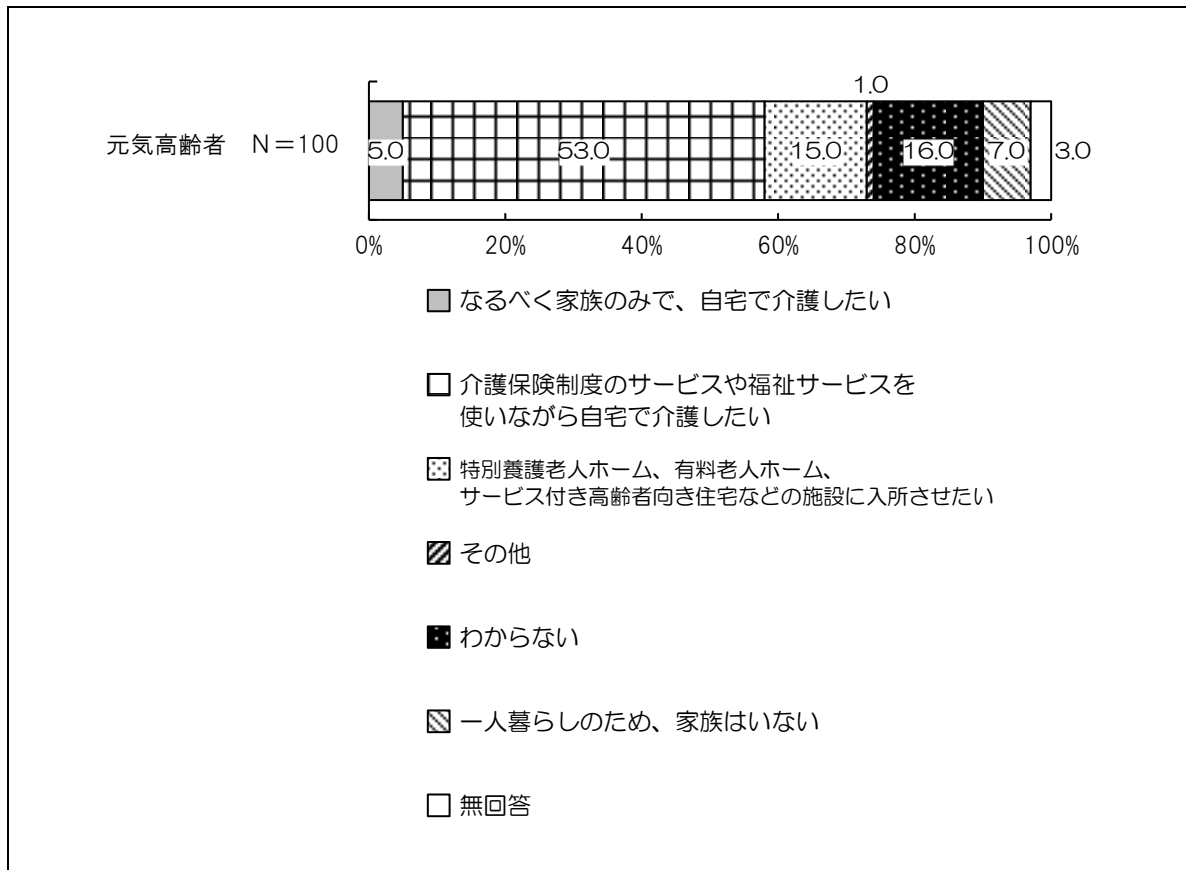 1.0
元気高齢者　N＝100
5.0 53.0 15.0 16.0 7.0 3.0
0% 20% 40% 60% 80% 100%
なるべく家族のみで、自宅で介護したい
介護保険制度のサービスや福祉サービスを
使いながら自宅で介護したい
特別養護老人ホーム、有料老人ホーム、
サービス付き高齢者向き住宅などの施設に入所させたい
その他
わからない
一人暮らしのため、家族はいない
無回答